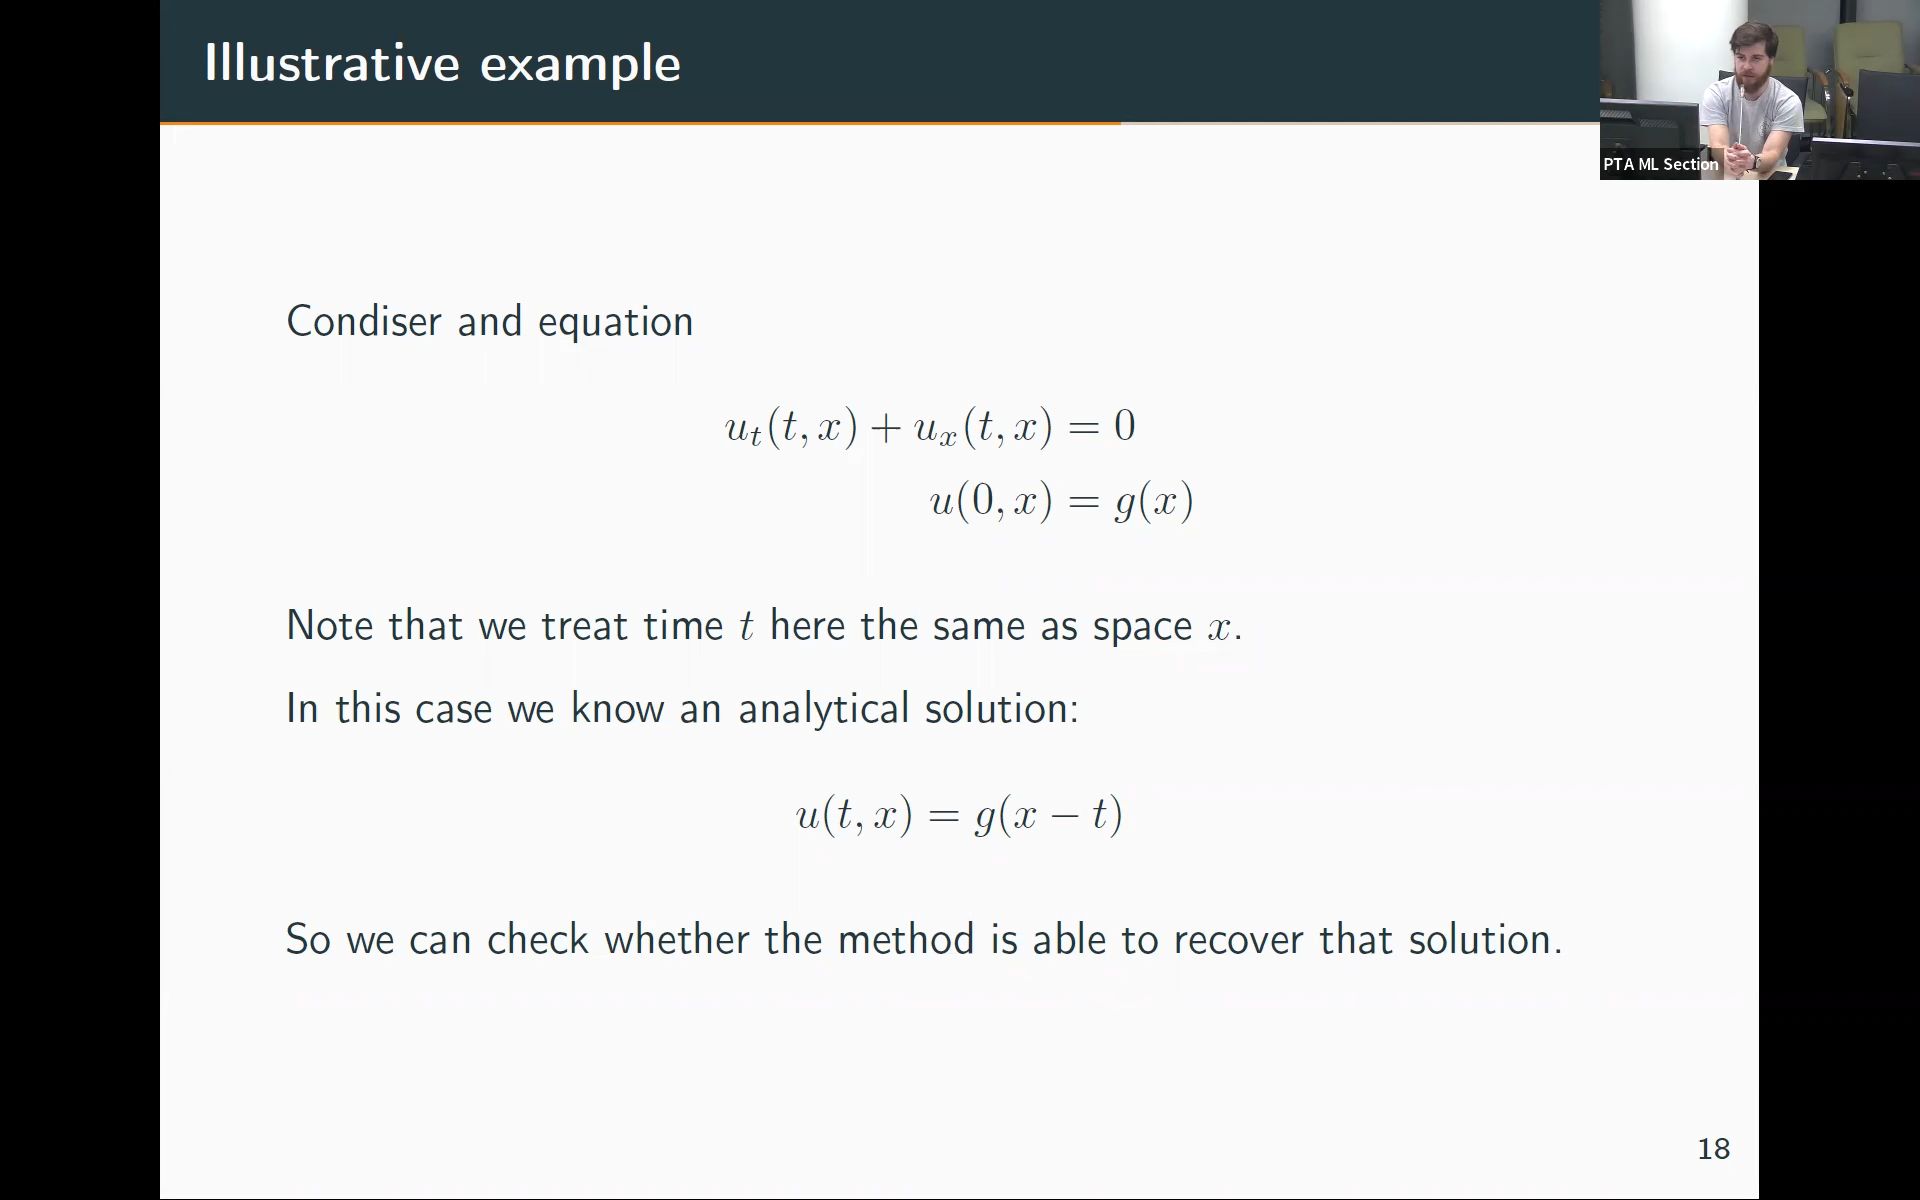 Illustrative example
PTA ML Section
Condiser and equation
u_t(t, x) + u_x(t, x) = 0
u(0, x) = g(x)
Note that we treat time t here the same as space x.
In this case we know an analytical solution:
u(t, x) = g(x − t)
So we can check whether the method is able to recover that solution.
18